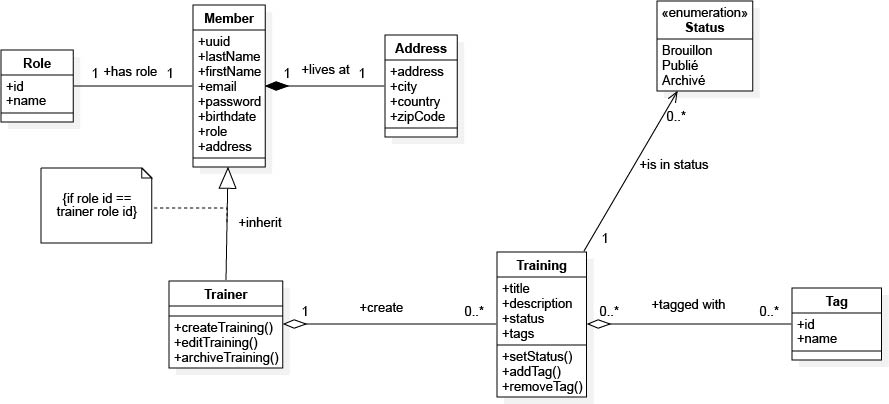 Member
+uuid
+lastName
+firstName
+email
+password
+birthdate
+role
+address
Role
+id
+name
1 +has role 1
1 +lives at 1
Address
+address
+city
+country
+zipCode
«enumeration»
Status
Brouillon
Publié
Archivé
0..*
+is in status
1
{if role id ==
trainer role id}
+inherit
Trainer
+createTraining()
+editTraining()
+archiveTraining()
1 +create 0..*
Training
+title
+description
+status
+tags
+setStatus()
+addTag()
+removeTag()
0..* +tagged with 0..*
Tag
+id
+name